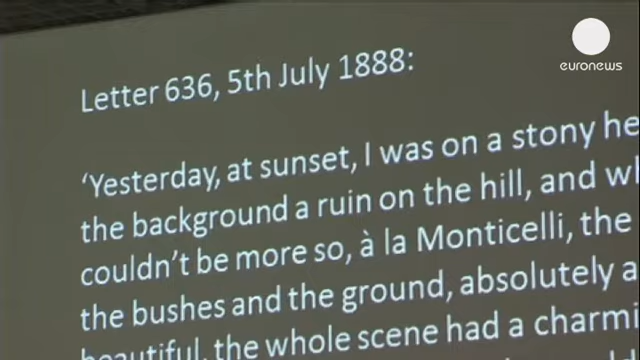 euronews
Letter 636, 5th July 1888:
'Yesterday, at sunset, I was on a stony
the background a ruin on the hill, and
couldn't be more so, à la Monticelli, the
the bushes and the ground, absolutely
beautiful, the whole scene had a